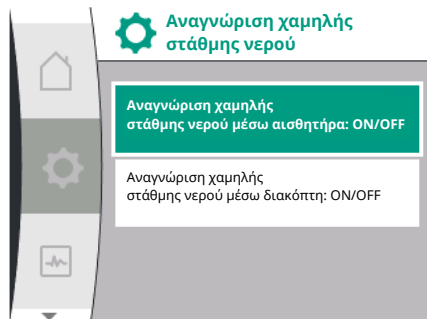 Αναγνώριση χαμηλής
στάθμης νερού
Αναγνώριση χαμηλής
στάθμης νερού μέσω αισθητήρα: ON/OFF
Αναγνώριση χαμηλής
στάθμης νερού μέσω διακόπτη: ON/OFF